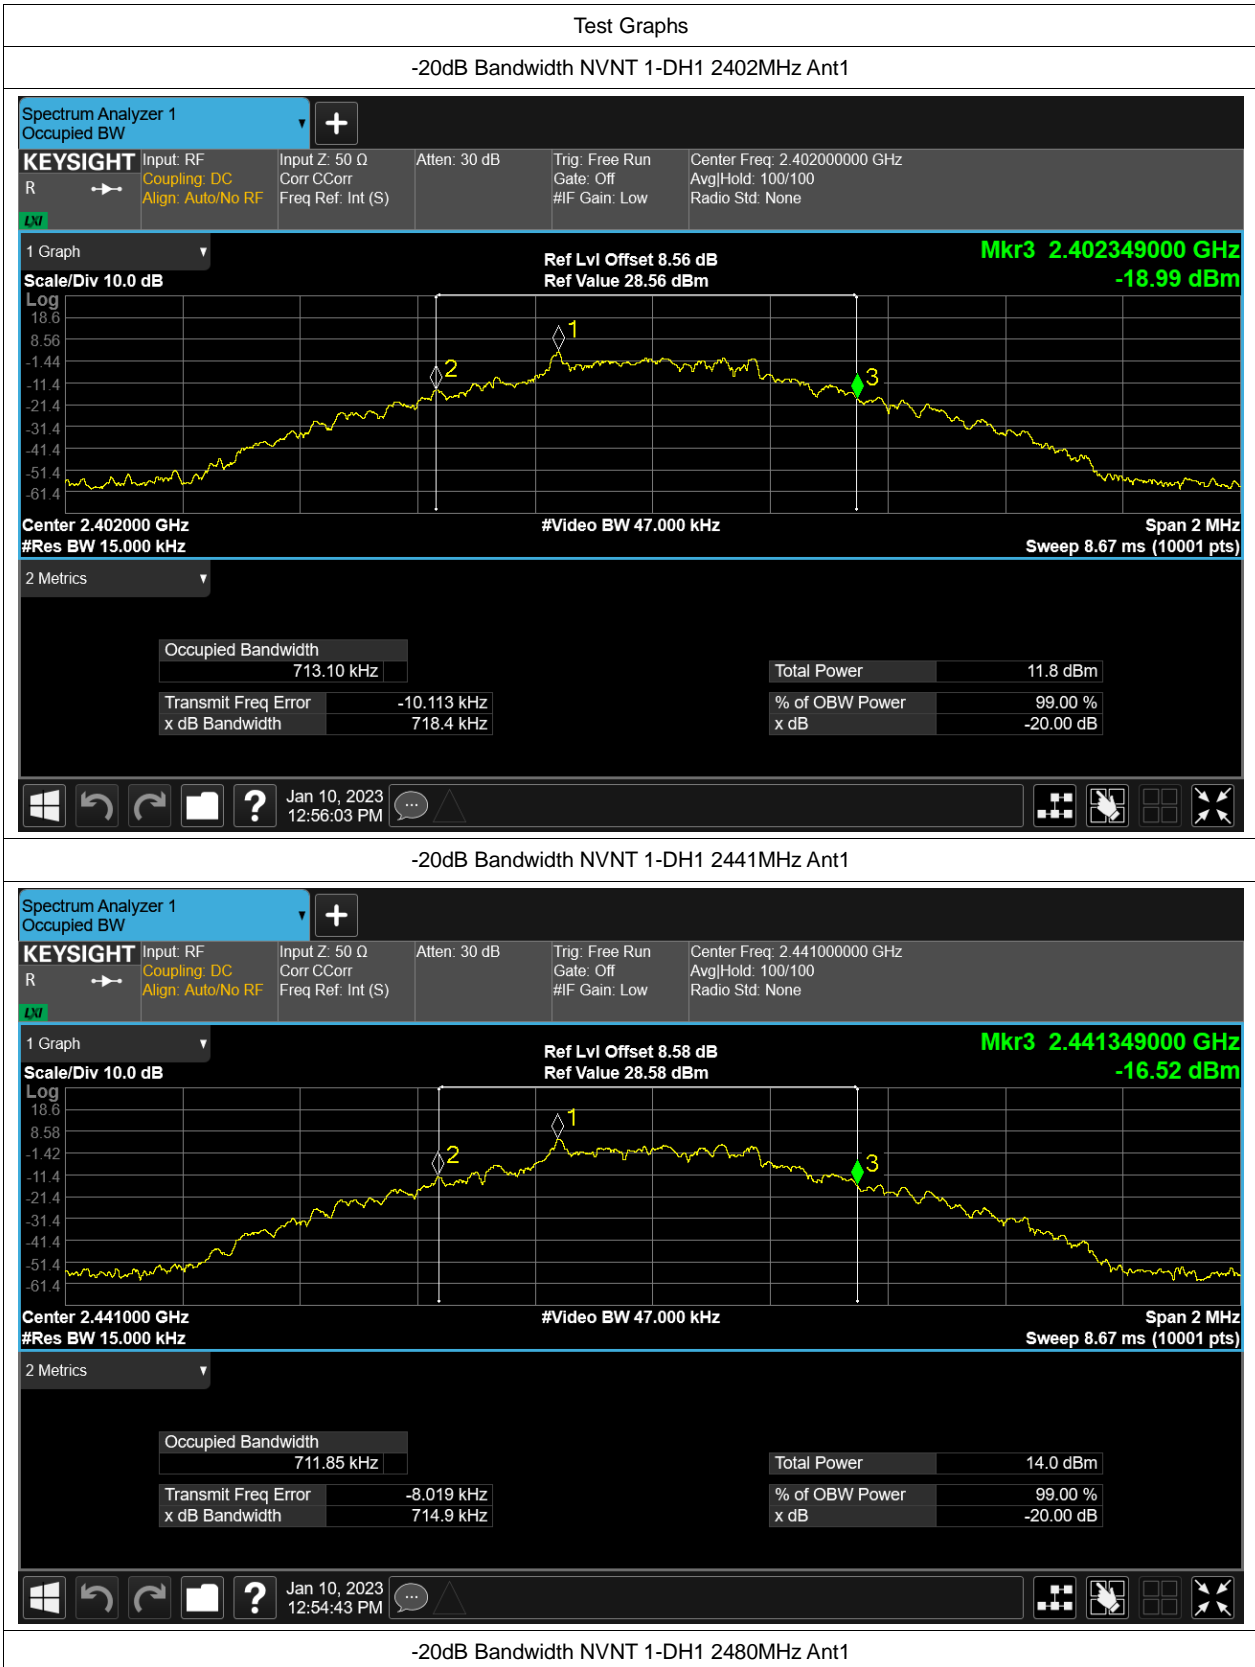 Test Graphs
-20dB Bandwidth NVNT 1-DH1 2402MHz Ant1
Spectrum Analyzer 1
Occupied BW
KEYSIGHT Input: RF Input Z: 50 Ω Atten: 30 dB Trig: Free Run Center Freq: 2.402000000 GHz
R Coupling: DC Corr CCorr Gate: Off Avg|Hold: 100/100
Align: Auto/No RF Freq Ref: Int (S) #IF Gain: Low Radio Std: None
LXI
1 Graph Ref Lvl Offset 8.56 dB Mkr3 2.402349000 GHz
Scale/Div 10.0 dB Ref Value 28.56 dBm -18.99 dBm
Log
18.6
8.56
-1.44
-11.4
-21.4
-31.4
-41.4
-51.4
-61.4
1
2
3
Center 2.402000 GHz #Video BW 47.000 kHz Span 2 MHz
#Res BW 15.000 kHz Sweep 8.67 ms (10001 pts)
2 Metrics
Occupied Bandwidth
713.10 kHz Total Power 11.8 dBm
Transmit Freq Error -10.113 kHz % of OBW Power 99.00 %
x dB Bandwidth 718.4 kHz x dB -20.00 dB
? Jan 10, 2023
12:56:03 PM
-20dB Bandwidth NVNT 1-DH1 2441MHz Ant1
Spectrum Analyzer 1
Occupied BW
KEYSIGHT Input: RF Input Z: 50 Ω Atten: 30 dB Trig: Free Run Center Freq: 2.441000000 GHz
R Coupling: DC Corr CCorr Gate: Off Avg|Hold: 100/100
Align: Auto/No RF Freq Ref: Int (S) #IF Gain: Low Radio Std: None
LXI
1 Graph Ref Lvl Offset 8.58 dB Mkr3 2.441349000 GHz
Scale/Div 10.0 dB Ref Value 28.58 dBm -16.52 dBm
Log
18.6
8.58
-1.42
-11.4
-21.4
-31.4
-41.4
-51.4
-61.4
1
2
3
Center 2.441000 GHz #Video BW 47.000 kHz Span 2 MHz
#Res BW 15.000 kHz Sweep 8.67 ms (10001 pts)
2 Metrics
Occupied Bandwidth
711.85 kHz Total Power 14.0 dBm
Transmit Freq Error -8.019 kHz % of OBW Power 99.00 %
x dB Bandwidth 714.9 kHz x dB -20.00 dB
? Jan 10, 2023
12:54:43 PM
-20dB Bandwidth NVNT 1-DH1 2480MHz Ant1